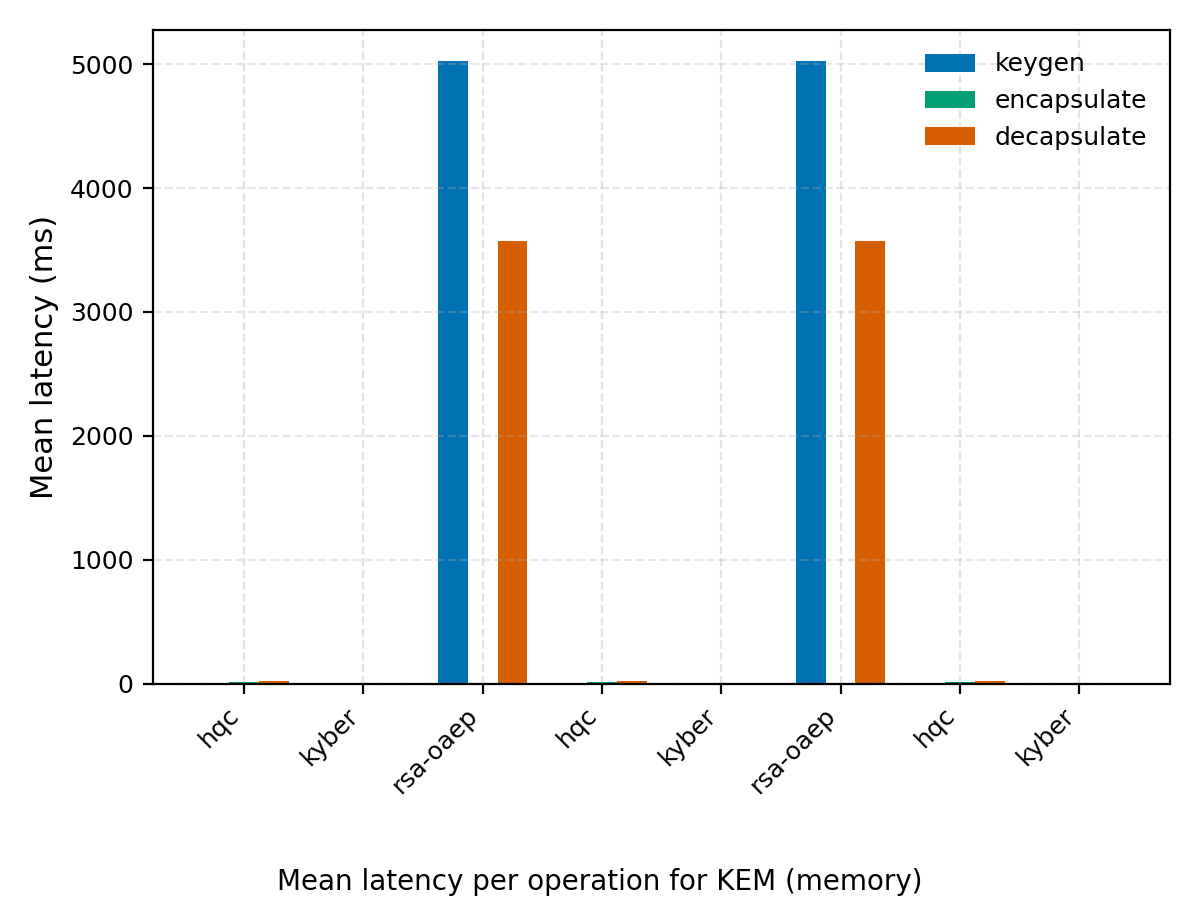 5000
4000
3000
2000
1000
0
Mean latency (ms)
keygen
encapsulate
decapsulate
hqc
kyber
rsa-oaep
hqc
kyber
rsa-oaep
hqc
kyber
Mean latency per operation for KEM (memory)